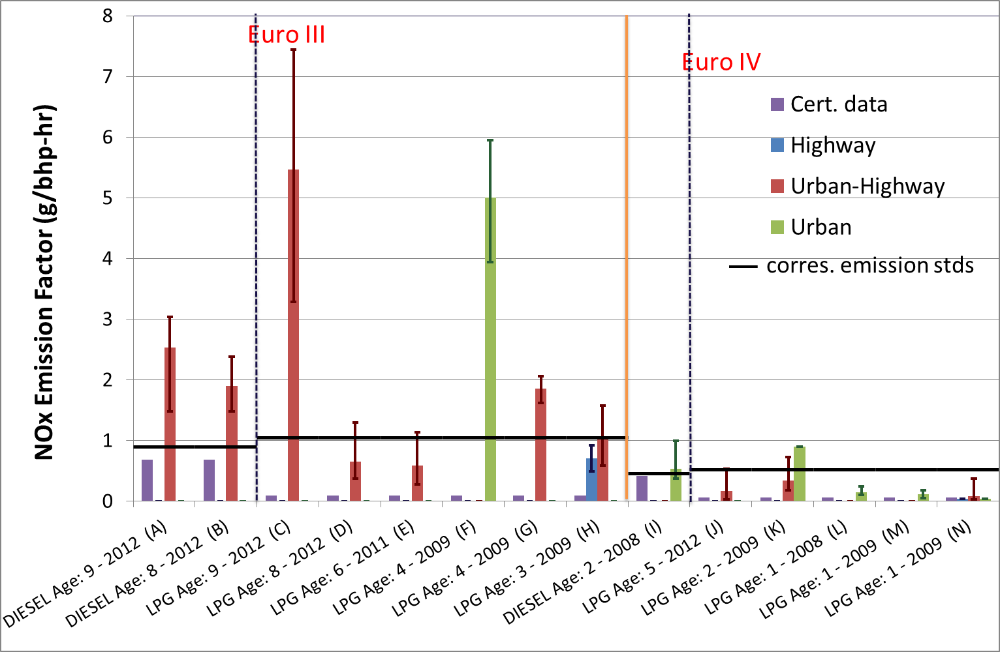 NOx Emission Factor (g/bhp-hr)
8
7
6
5
4
3
2
1
0
Euro III
Euro IV
Cert. data
Highway
Urban-Highway
Urban
corres. emission stds
DIESEL Age: 9 - 2012 (A)
DIESEL Age: 8 - 2012 (B)
LPG Age: 9 - 2012 (C)
LPG Age: 8 - 2012 (D)
LPG Age: 6 - 2011 (E)
LPG Age: 4 - 2009 (F)
LPG Age: 4 - 2009 (G)
LPG Age: 3 - 2009 (H)
DIESEL Age: 2 - 2008 (I)
LPG Age: 5 - 2012 (J)
LPG Age: 2 - 2009 (K)
LPG Age: 1 - 2008 (L)
LPG Age: 1 - 2009 (M)
LPG Age: 1 - 2009 (N)